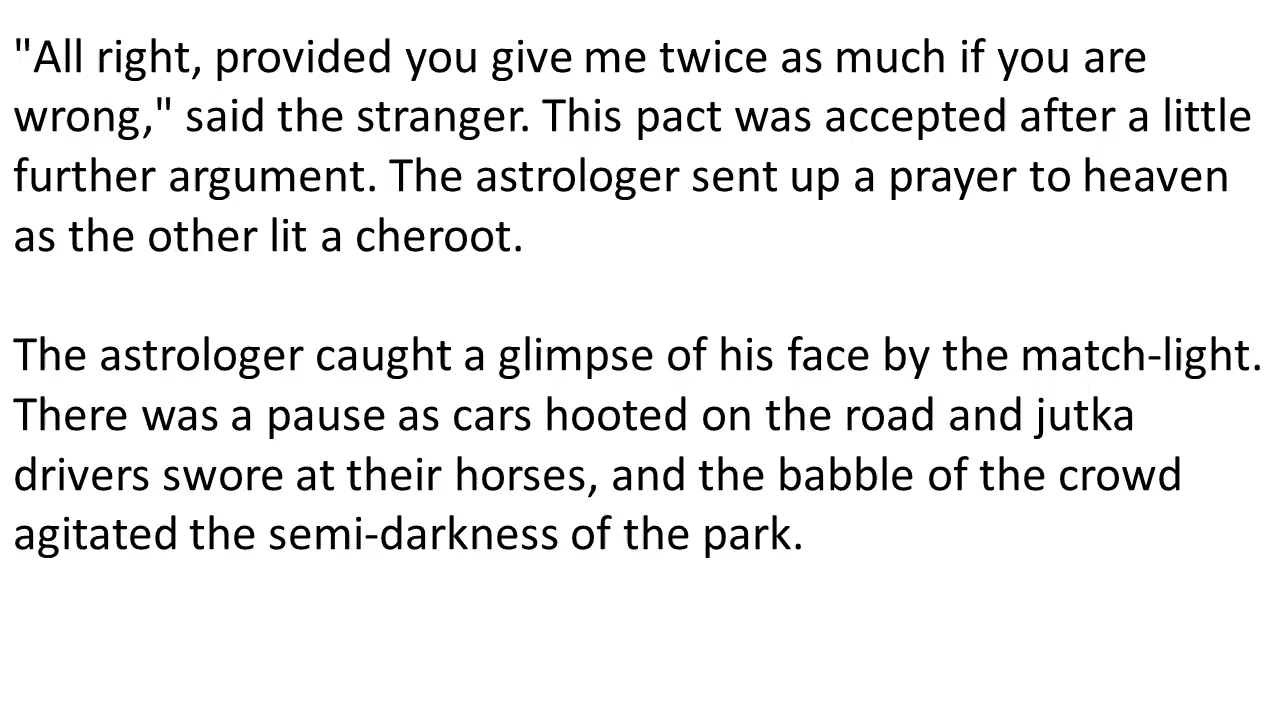 "All right, provided you give me twice as much if you are
wrong," said the stranger. This pact was accepted after a little
further argument. The astrologer sent up a prayer to heaven
as the other lit a cheroot.
The astrologer caught a glimpse of his face by the match-light.
There was a pause as cars hooted on the road and jutka
drivers swore at their horses, and the babble of the crowd
agitated the semi-darkness of the park.